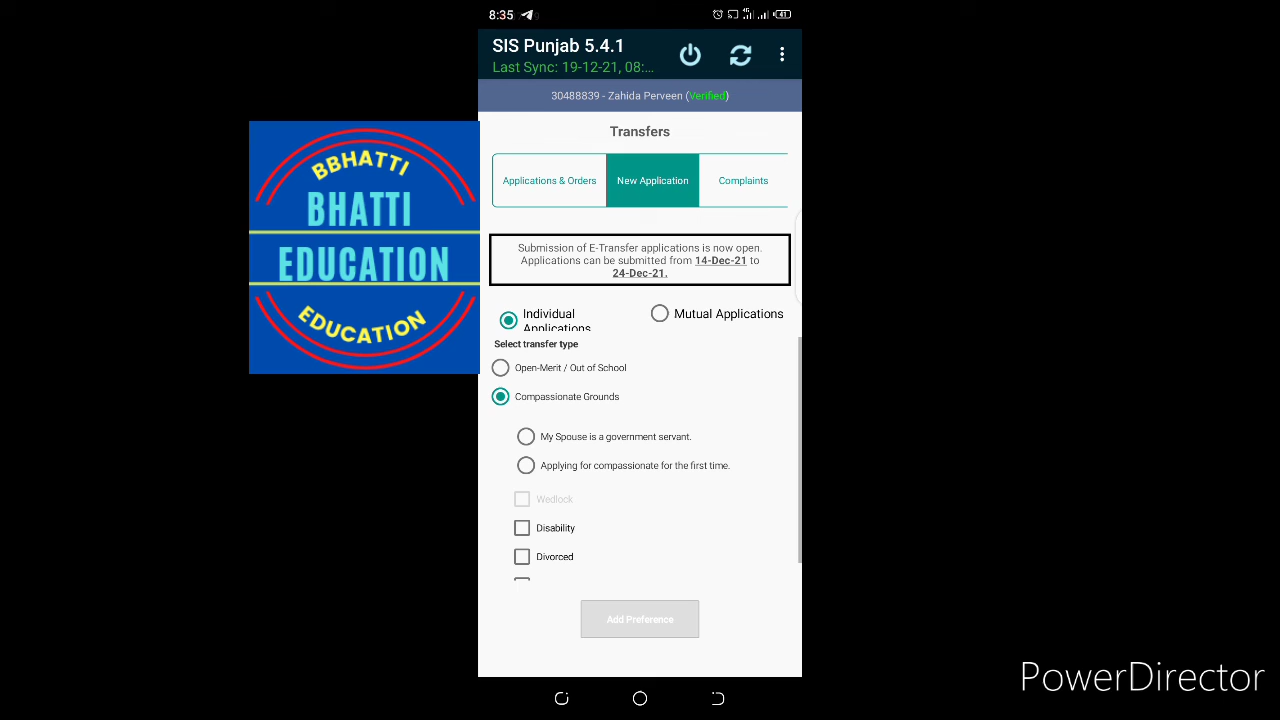 8:35
4G
41
SIS Punjab 5.4.1
Last Sync: 19-12-21, 08:...
30488839 - Zahida Perveen (Verified)
Transfers
Applications & Orders
New Application
Complaints
BBHATTI
BHATTI
EDUCATION
EDUCATION
Submission of E-Transfer applications is now open.
Applications can be submitted from 14-Dec-21 to
24-Dec-21.
Individual
Applications
Mutual Applications
Select transfer type
Open-Merit / Out of School
Compassionate Grounds
My Spouse is a government servant.
Applying for compassionate for the first time.
Wedlock
Disability
Divorced
Add Preference
PowerDirector